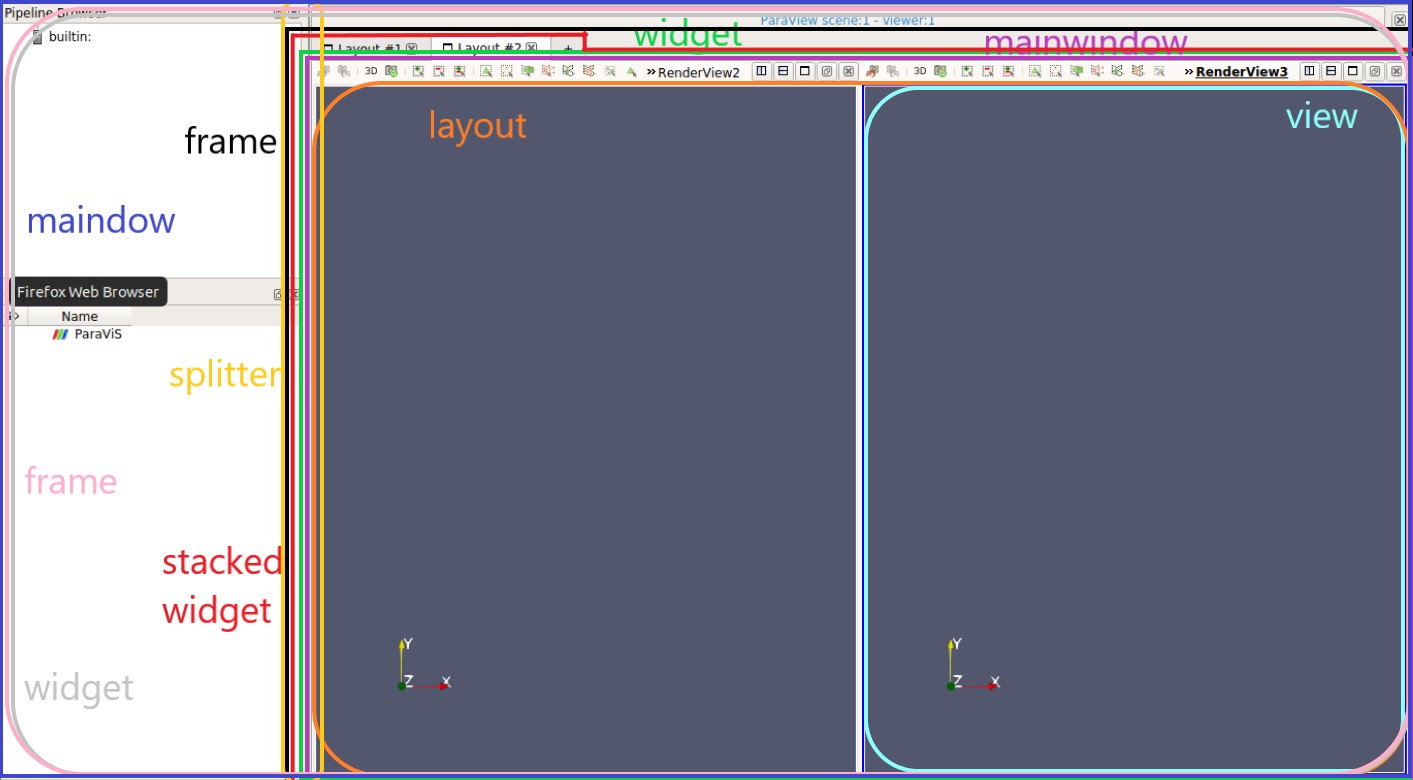 Pipeline Browser
builtin:
ParaView scene:1 - viewer:1
widget
mainwindow
Layout #1
Layout #2
+
3D
»RenderView2
3D
»RenderView3
layout
view
frame
maindow
Firefox Web Browser
Name
ParaViS
splitter
frame
stacked
widget
widget
Y
Z
X
Y
Z
X